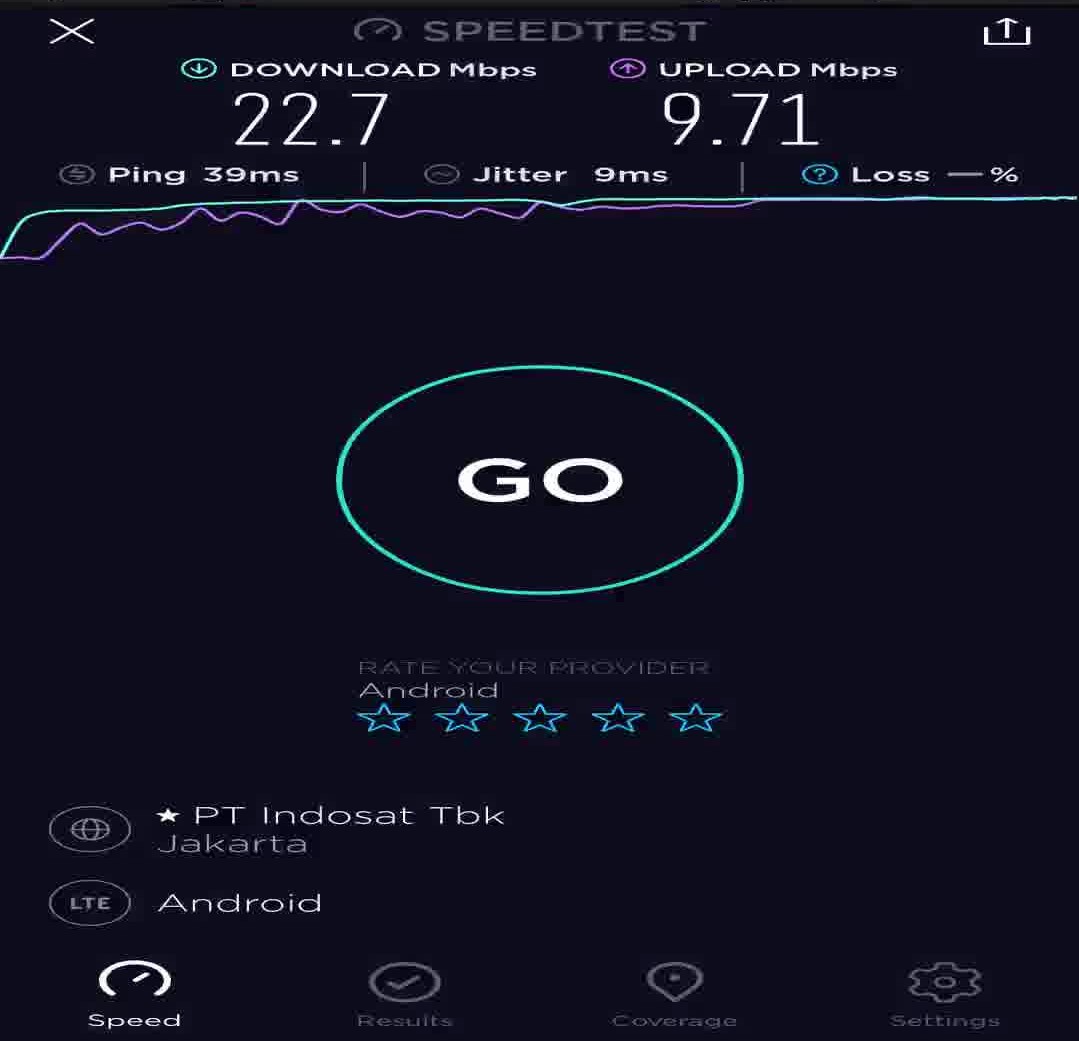 SPEEDTEST
DOWNLOAD Mbps UPLOAD Mbps
22.7 9.71
Ping 39ms Jitter 9ms Loss — %
GO
RATE YOUR PROVIDER
Android
★ PT Indosat Tbk
Jakarta
LTE Android
Speed Results Coverage Settings